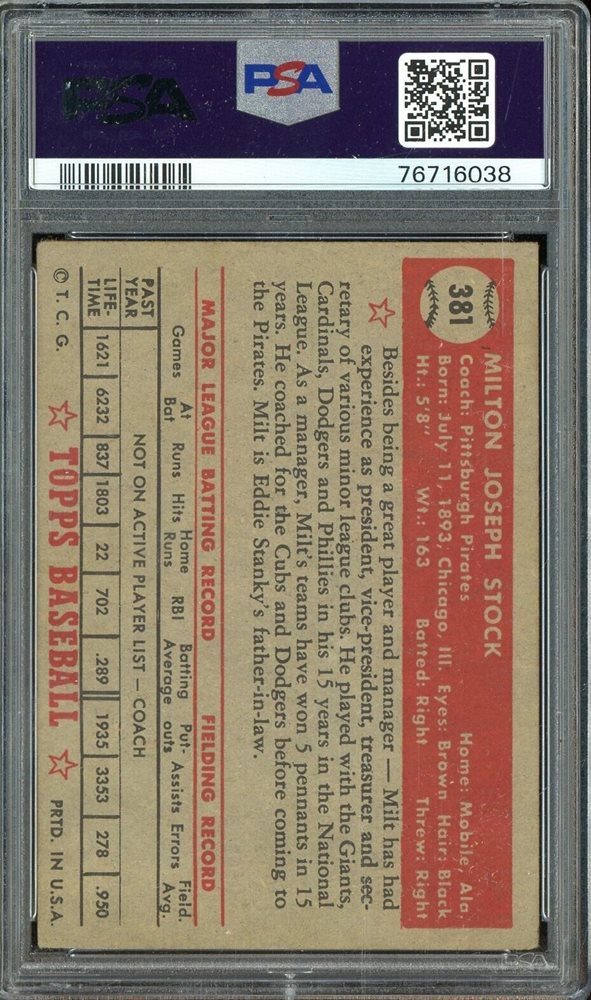 PSA
PSA
76716038
381
MILTON JOSEPH STOCK
Coach: Pittsburgh Pirates Home: Mobile, Ala.
Born: July 11, 1893, Chicago, Ill. Eyes: Brown Hair: Black
Ht.: 5'8" Wt.: 163 Batted: Right Threw: Right
Besides being a great player and manager — Milt has had
experience as president, vice-president, treasurer and sec-
retary of various minor league clubs. He played with the Giants,
Cardinals, Dodgers and Phillies in his 15 years in the National
League. As a manager, Milt's teams have won 5 pennants in 15
years. He coached for the Cubs and Dodgers before coming to
the Pirates. Milt is Eddie Stanky's father-in-law.
MAJOR LEAGUE BATTING RECORD FIELDING RECORD
Games At Bat Runs Hits Home Runs RBI Batting Average Put-outs Assists Errors Field. Avg.
PAST YEAR NOT ON ACTIVE PLAYER LIST — COACH
LIFE-TIME 1621 6232 837 1803 22 702 .289 1935 3353 278 .950
© T. C. G. TOPPS BASEBALL PRTD. IN U.S.A.
PSA